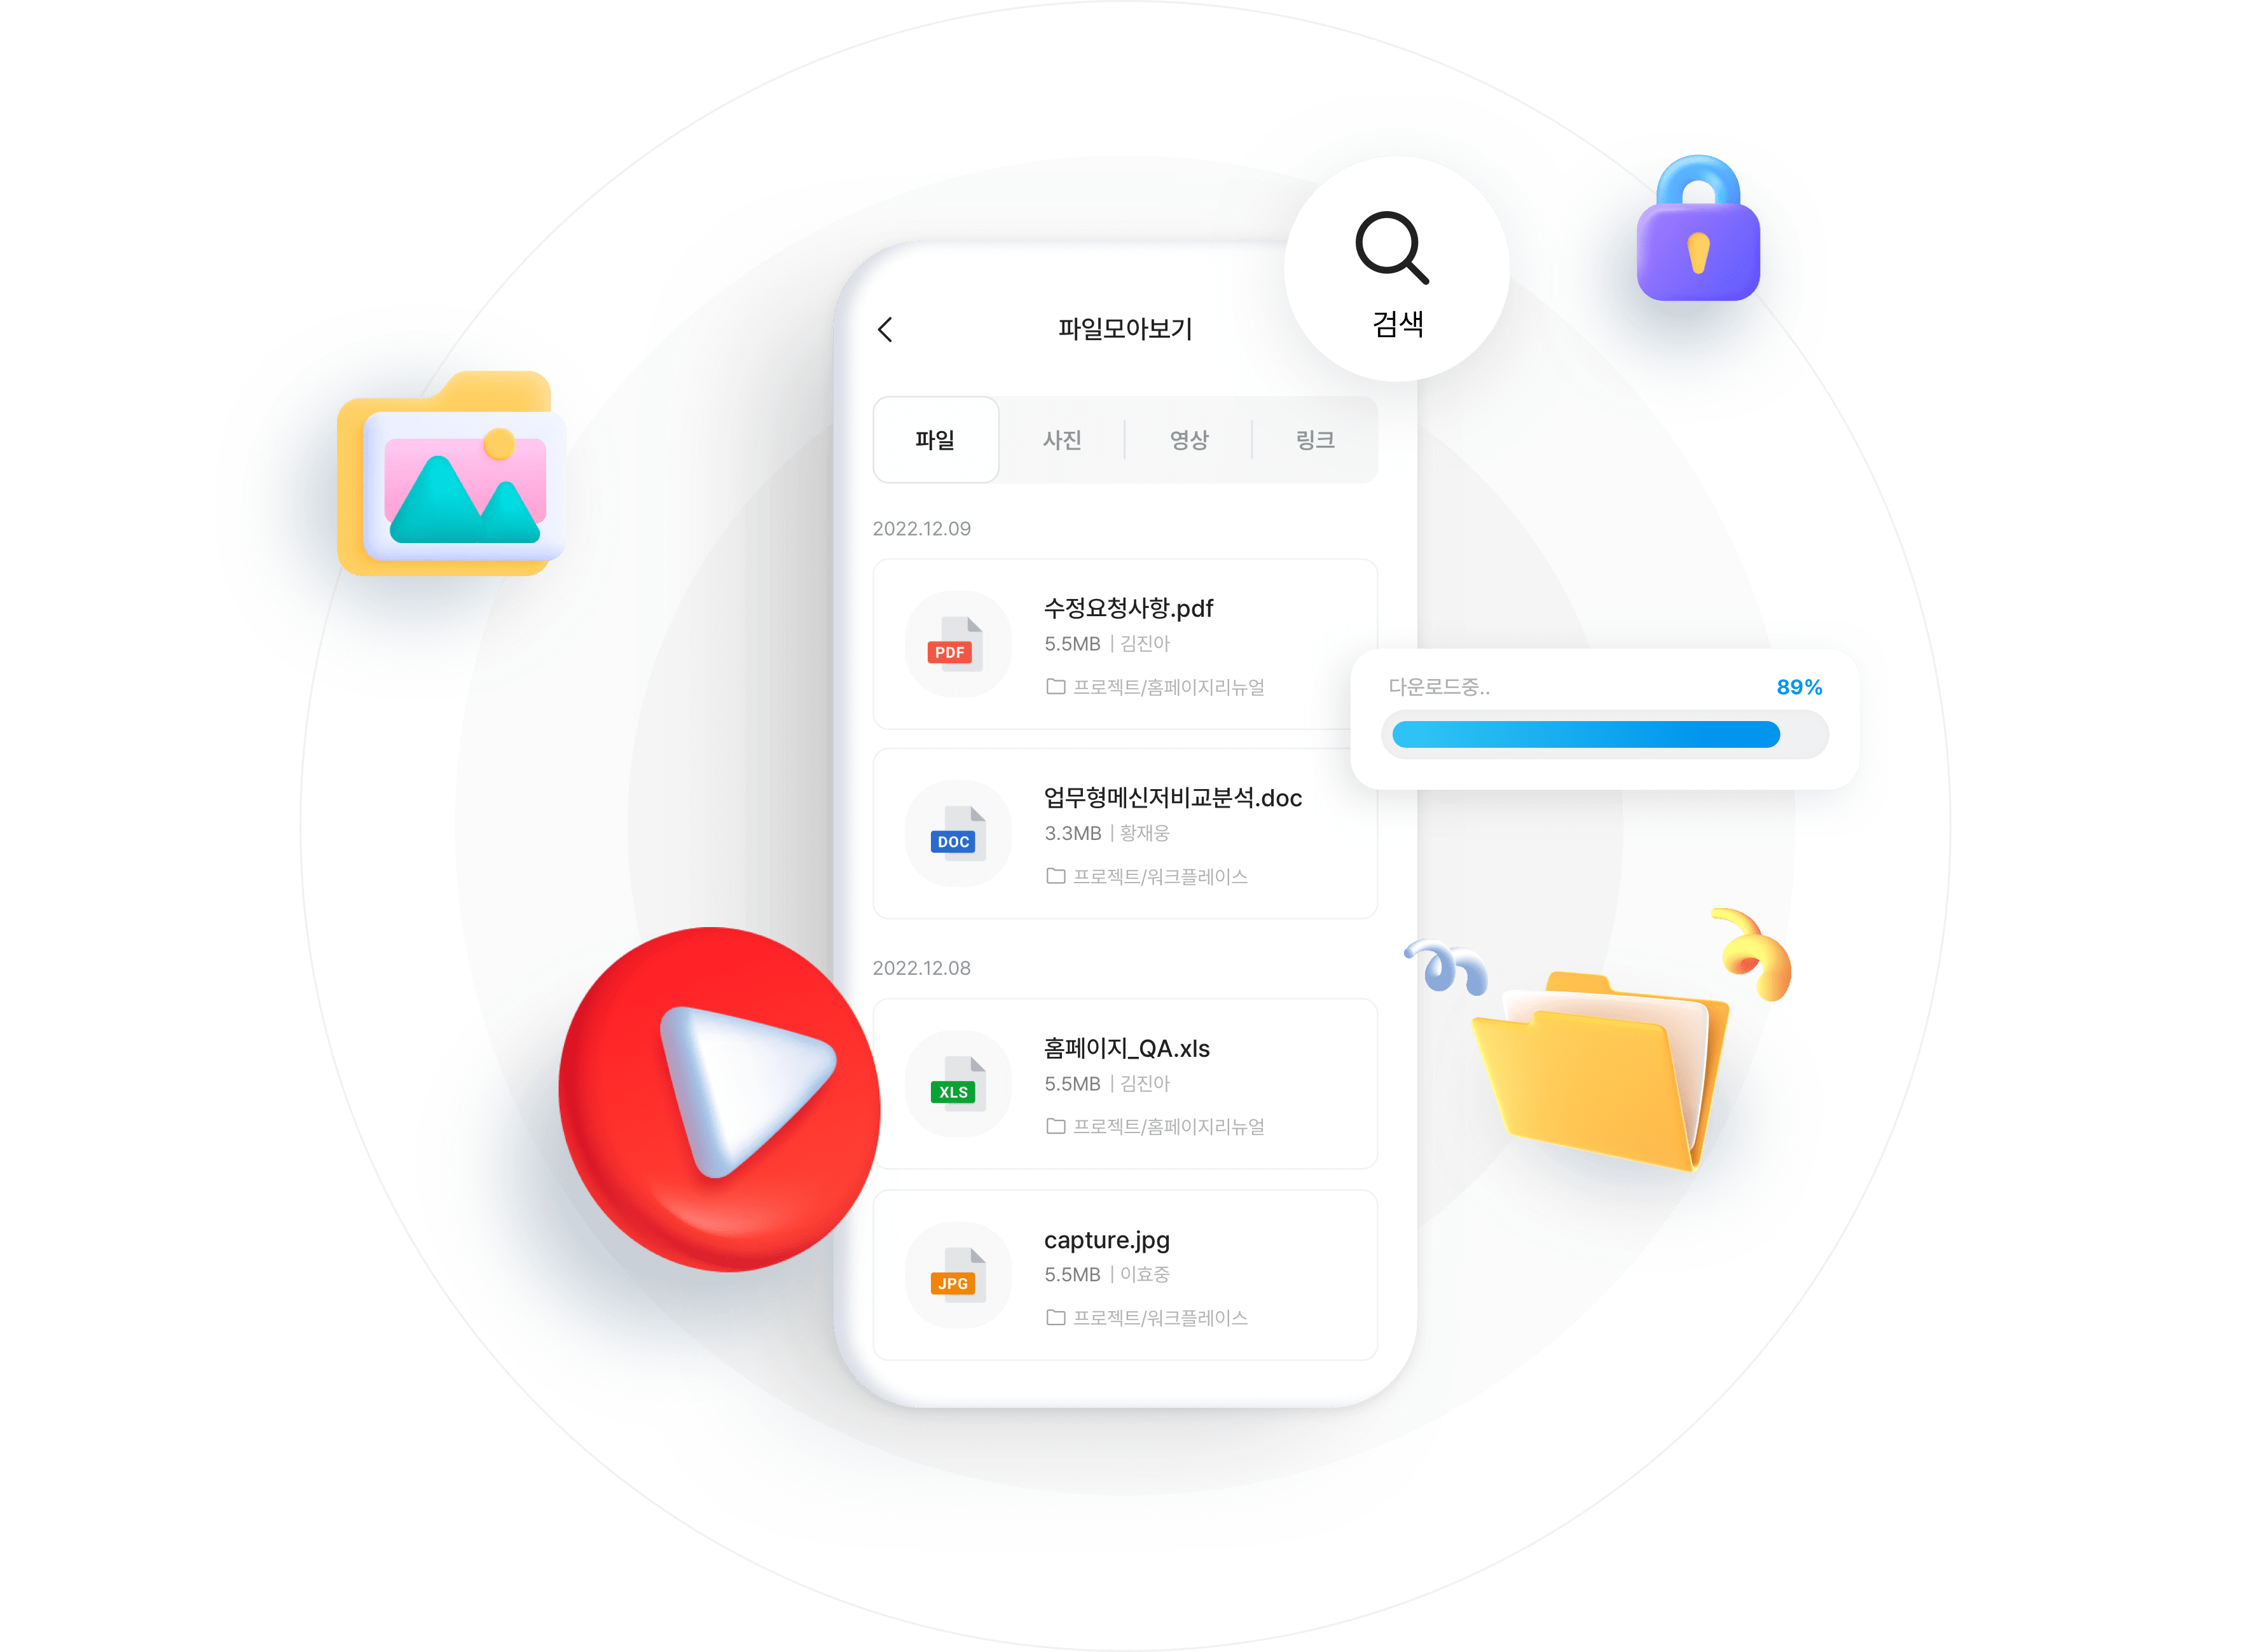 검색
파일모아보기
파일 사진 영상 링크
2022.12.09
수정요청사항.pdf
PDF
5.5MB | 김진아
프로젝트/홈페이지리뉴얼
다운로드중.. 89%
업무형메신저비교분석.doc
DOC
3.3MB | 황재웅
프로젝트/워크플레이스
2022.12.08
홈페이지_QA.xls
XLS
5.5MB | 김진아
프로젝트/홈페이지리뉴얼
capture.jpg
JPG
5.5MB | 이효중
프로젝트/워크플레이스